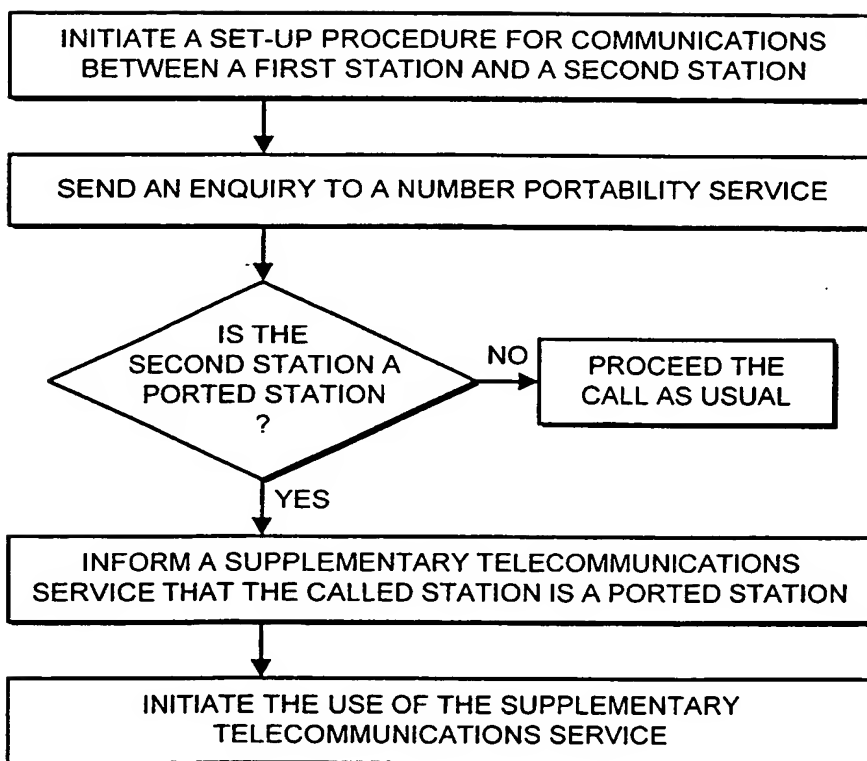 INITIATE A SET-UP PROCEDURE FOR COMMUNICATIONS
BETWEEN A FIRST STATION AND A SECOND STATION
SEND AN ENQUIRY TO A NUMBER PORTABILITY SERVICE
IS THE
SECOND STATION A
PORTED STATION
?
NO
PROCEED THE
CALL AS USUAL
YES
INFORM A SUPPLEMENTARY TELECOMMUNICATIONS
SERVICE THAT THE CALLED STATION IS A PORTED STATION
INITIATE THE USE OF THE SUPPLEMENTARY
TELECOMMUNICATIONS SERVICE